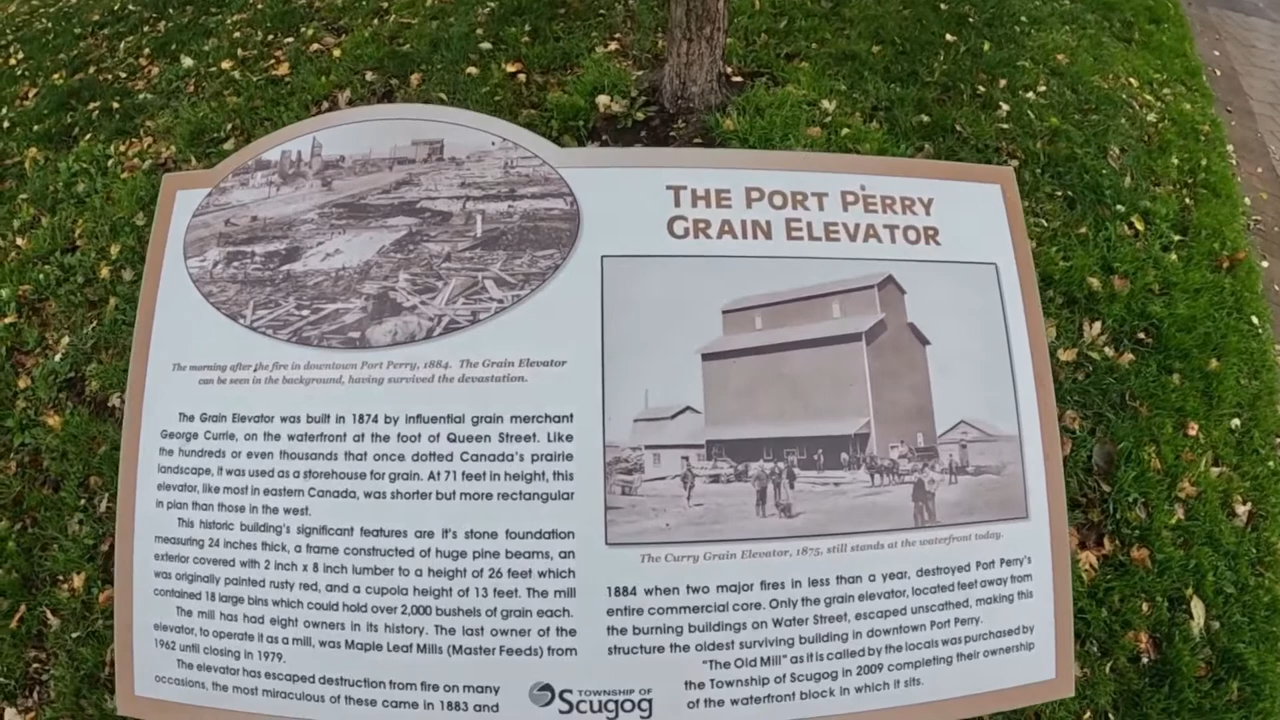 THE PORT PERRY
GRAIN ELEVATOR
The morning after the fire in downtown Port Perry, 1884. The Grain Elevator
can be seen in the background, having survived the devastation.
The Grain Elevator was built in 1874 by influential grain merchant
George Currie, on the waterfront at the foot of Queen Street. Like
the hundreds or even thousands that once dotted Canada's prairie
landscape, it was used as a storehouse for grain. At 71 feet in height, this
elevator, like most in eastern Canada, was shorter but more rectangular
in plan than those in the west.
This historic building's significant features are it's stone foundation
measuring 24 inches thick, a frame constructed of huge pine beams, an
exterior covered with 2 inch x 8 inch lumber to a height of 26 feet which
was originally painted rusty red, and a cupola height of 13 feet. The mill
contained 18 large bins which could hold over 2,000 bushels of grain each.
The mill has had eight owners in its history. The last owner of the
elevator, to operate it as a mill, was Maple Leaf Mills (Master Feeds) from
1962 until closing in 1979.
The elevator has escaped destruction from fire on many
occasions, the most miraculous of these came in 1883 and
The Curry Grain Elevator, 1875, still stands at the waterfront today.
1884 when two major fires in less than a year, destroyed Port Perry's
entire commercial core. Only the grain elevator, located feet away from
the burning buildings on Water Street, escaped unscathed, making this
structure the oldest surviving building in downtown Port Perry.
"The Old Mill" as it is called by the locals was purchased by
the Township of Scugog in 2009 completing their ownership
of the waterfront block in which it sits.
TOWNSHIP OF
Scugog